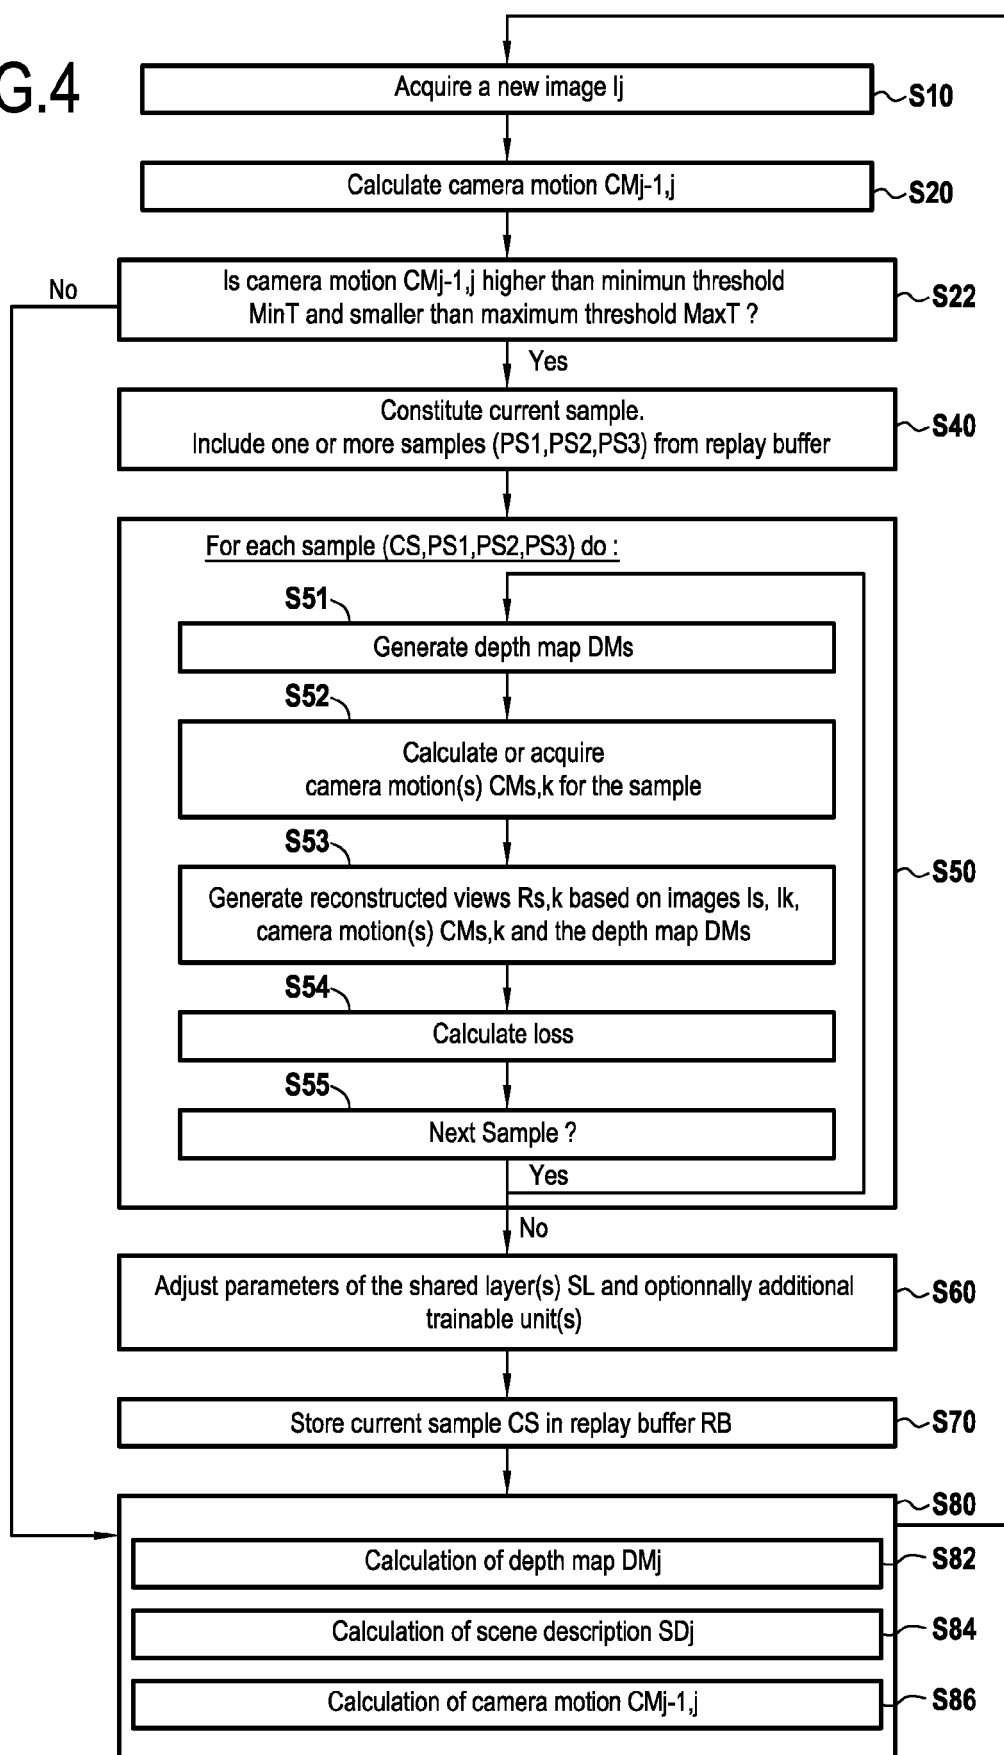 G.4
Acquire a new image Ij
S10
Calculate camera motion CMj-1,j
S20
No
Is camera motion CMj-1,j higher than minimun threshold
MinT and smaller than maximum threshold MaxT ?
S22
Yes
Constitute current sample.
Include one or more samples (PS1,PS2,PS3) from replay buffer
S40
For each sample (CS,PS1,PS2,PS3) do :
S51
Generate depth map DMs
S52
Calculate or acquire
camera motion(s) CMs,k for the sample
S53
Generate reconstructed views Rs,k based on images Is, Ik,
camera motion(s) CMs,k and the depth map DMs
S50
S54
Calculate loss
S55
Next Sample ?
Yes
No
Adjust parameters of the shared layer(s) SL and optionnally additional
trainable unit(s)
S60
Store current sample CS in replay buffer RB
S70
S80
Calculation of depth map DMj
S82
Calculation of scene description SDj
S84
Calculation of camera motion CMj-1,j
S86